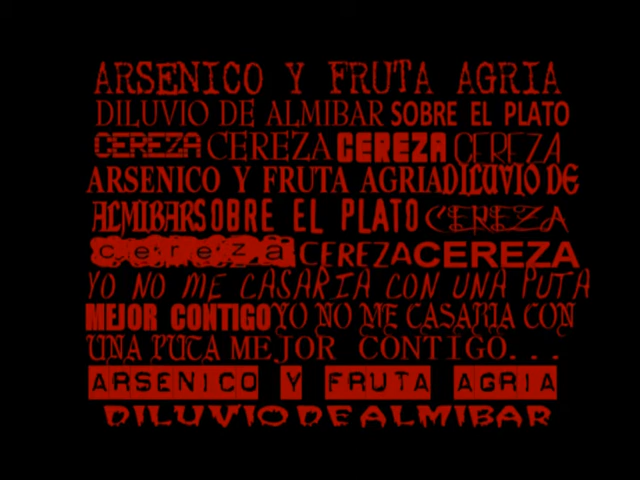 ARSENICO Y FRUTA AGRIA
DILUVIO DE ALMIBAR SOBRE EL PLATO
CEREZA CEREZA CEREZA CEREZA
ARSENICO Y FRUTA AGRIA DILUVIO DE
ALMIBAR SOBRE EL PLATO CEREZA
cereza CEREZA CEREZA
YO NO ME CASARIA CON UNA PUTA
MEJOR CONTIGO YO NO ME CASARIA CON
UNA PUTA MEJOR CONTIGO...
ARSENICO Y FRUTA AGRIA
DILUVIO DE ALMIBAR